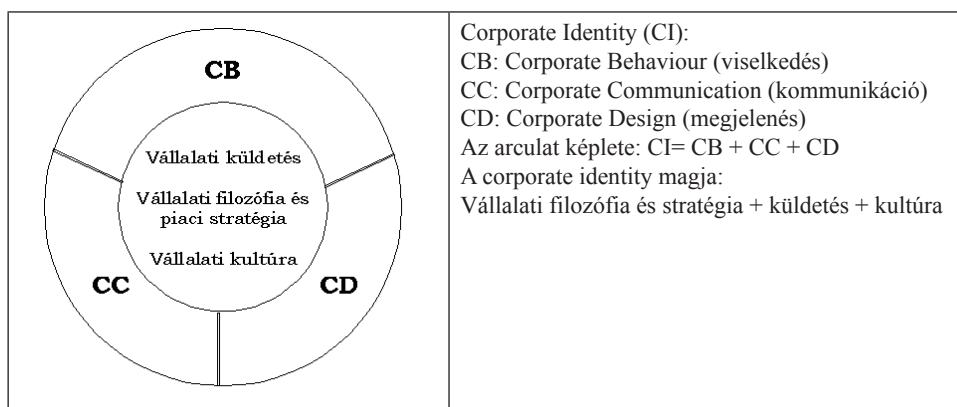 CB
Vállalati küldetés
Vállalati filozófia és
piaci stratégia
Vállalati kultúra
CC
CD
Corporate Identity (CI):
CB: Corporate Behaviour (viselkedés)
CC: Corporate Communication (kommunikáció)
CD: Corporate Design (megjelenés)
Az arculat képlete: CI= CB + CC + CD
A corporate identity magja:
Vállalati filozófia és stratégia + küldetés + kultúra